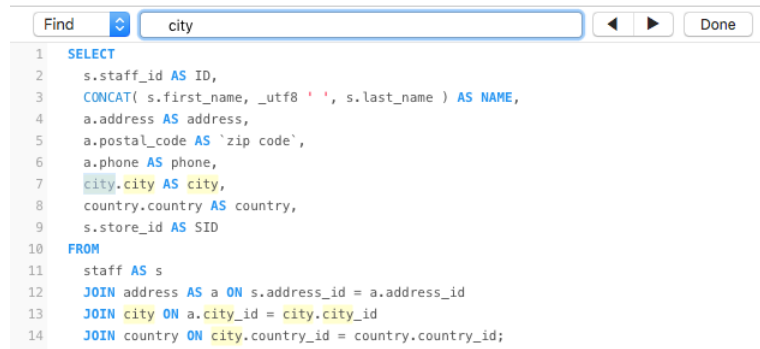 Find city Done
1 SELECT
2 s.staff_id AS ID,
3 CONCAT( s.first_name, _utf8 ' ', s.last_name ) AS NAME,
4 a.address AS address,
5 a.postal_code AS `zip code`,
6 a.phone AS phone,
7 city.city AS city,
8 country.country AS country,
9 s.store_id AS SID
10 FROM
11 staff AS s
12 JOIN address AS a ON s.address_id = a.address_id
13 JOIN city ON a.city_id = city.city_id
14 JOIN country ON city.country_id = country.country_id;